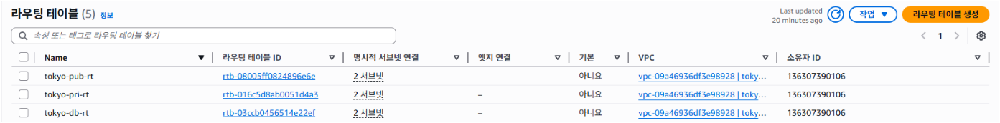 라우팅 테이블 (5) 정보
Last updated
20 minutes ago
작업
라우팅 테이블 생성
속성 또는 태그로 라우팅 테이블 찾기
1
Name 라우팅 테이블 ID 명시적 서브넷 연결 엣지 연결 기본 VPC 소유자 ID
tokyo-pub-rt rtb-08005ff0824896e6e 2 서브넷 – 아니요 vpc-09a46936df3e98928 | toky... 136307390106
tokyo-pri-rt rtb-016c5d8ab0051d4a3 2 서브넷 – 아니요 vpc-09a46936df3e98928 | toky... 136307390106
tokyo-db-rt rtb-03ccb0456514e22ef 2 서브넷 – 아니요 vpc-09a46936df3e98928 | toky... 136307390106